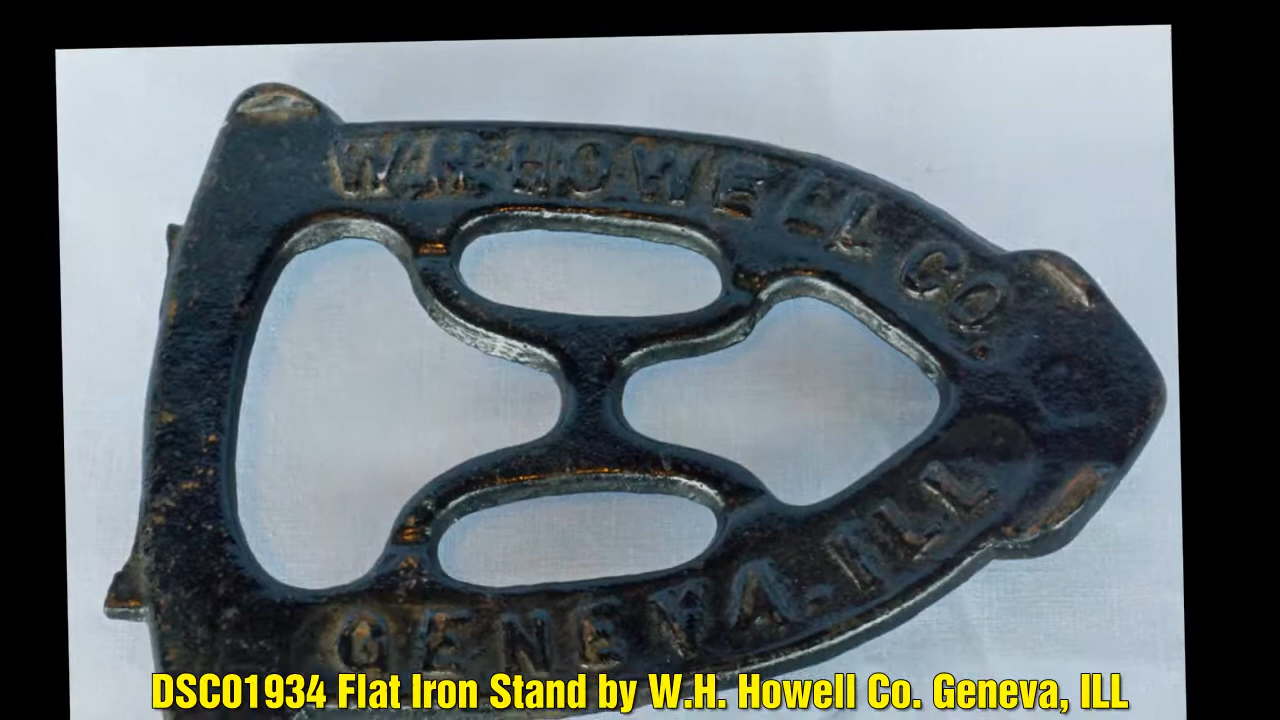 W.H.HOWELL CO.
GENEVA.ILL
DSC01934 Flat Iron Stand by W.H. Howell Co. Geneva, ILL